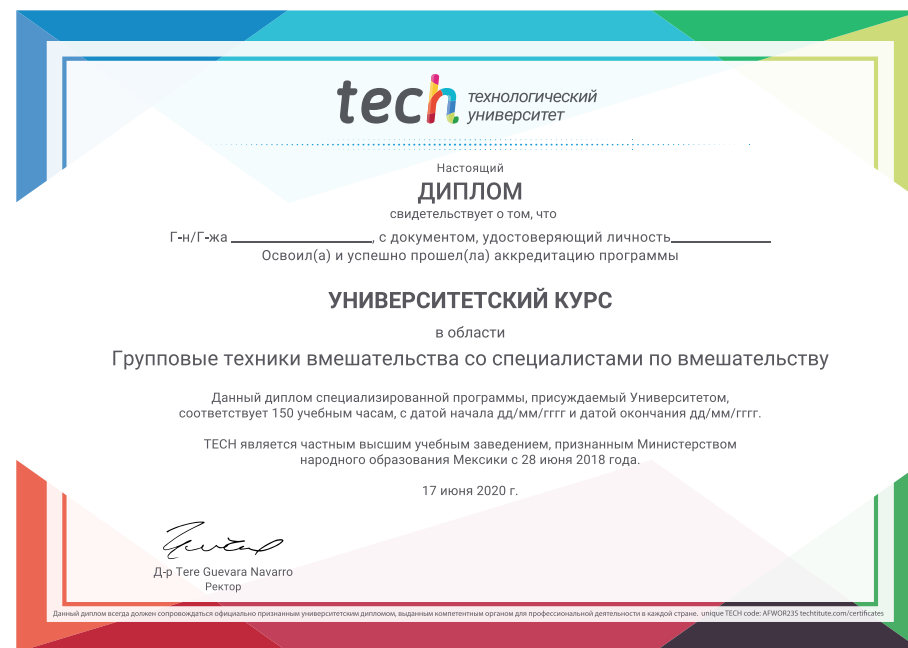 tech технологический
университет
Настоящий
ДИПЛОМ
свидетельствует о том, что
Г-н/Г-жа ____________, с документом, удостоверяющий личность____________
Освоил(а) и успешно прошел(ла) аккредитацию программы
УНИВЕРСИТЕТСКИЙ КУРС
в области
Групповые техники вмешательства со специалистами по вмешательству
Данный диплом специализированной программы, присуждаемый Университетом,
соответствует 150 учебным часам, с датой начала дд/мм/гггг и датой окончания дд/мм/гггг.
TECH является частным высшим учебным заведением, признанным Министерством
народного образования Мексики с 28 июня 2018 года.
17 июня 2020 г.
Д-р Tere Guevara Navarro
Ректор
Данный диплом всегда должен сопровождаться официально признанным университетским дипломом, выданным компетентным органом для профессиональной деятельности в каждой стране. unique TECH code: AFWOR23S techtitute.com/certificates